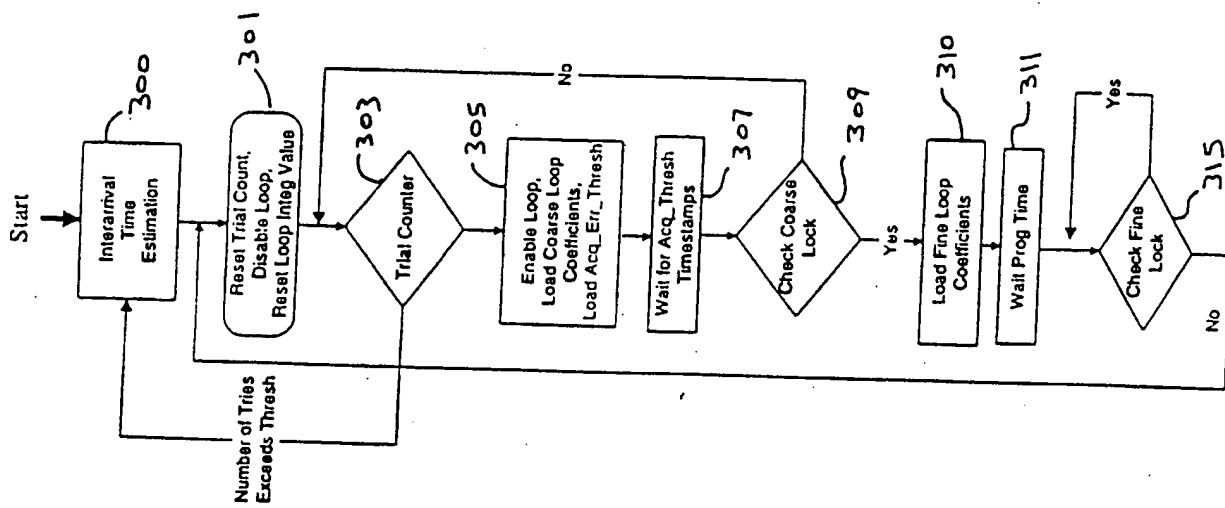 Start
300
Interarrival
Time
Estimation
301
Reset Trial Count,
Disable Loop,
Reset Loop Integ Value
Number of Tries
Exceeds Thresh
303
Trial Counter
No
305
Enable Loop,
Load Coarse Loop
Coefficients,
Load Acq_Err_Thresh
307
Wait for Acq_Thresh
Timestamps
309
Check Coarse
Lock
Yes
310
Load Fine Loop
Coefficients
311
Wait Prog Time
Yes
315
Check Fine
Lock
No